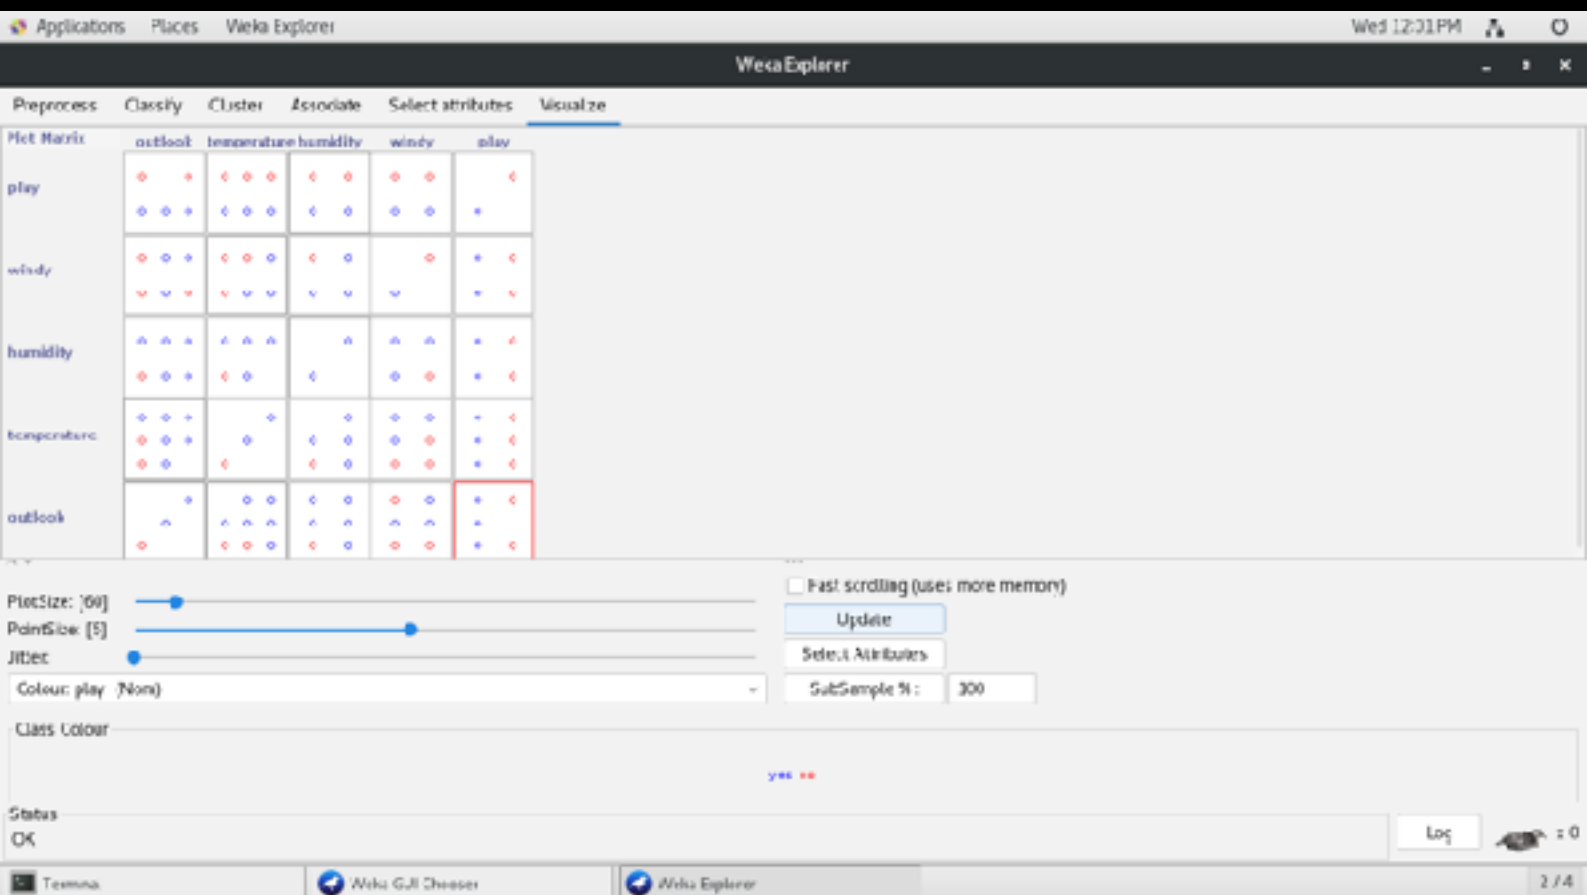 Applications Places Weka Explorer Wed 12:01 PM
Weka Explorer
Preprocess Classify Cluster Associate Select attributes Visualize
Plot Matrix outlook temperature humidity windy play
play
windy
humidity
temperature
outlook
Fast scrolling (uses more memory)
PlotSize: [60] Update
PointSize: [5]
Jitter: Select Attributes
Colour: play (Nom) SubSample % :
Class Colour
yes no
Status
OK
Log x 0
Terminal Weka GUI Chooser Weka Explorer 2 / 4